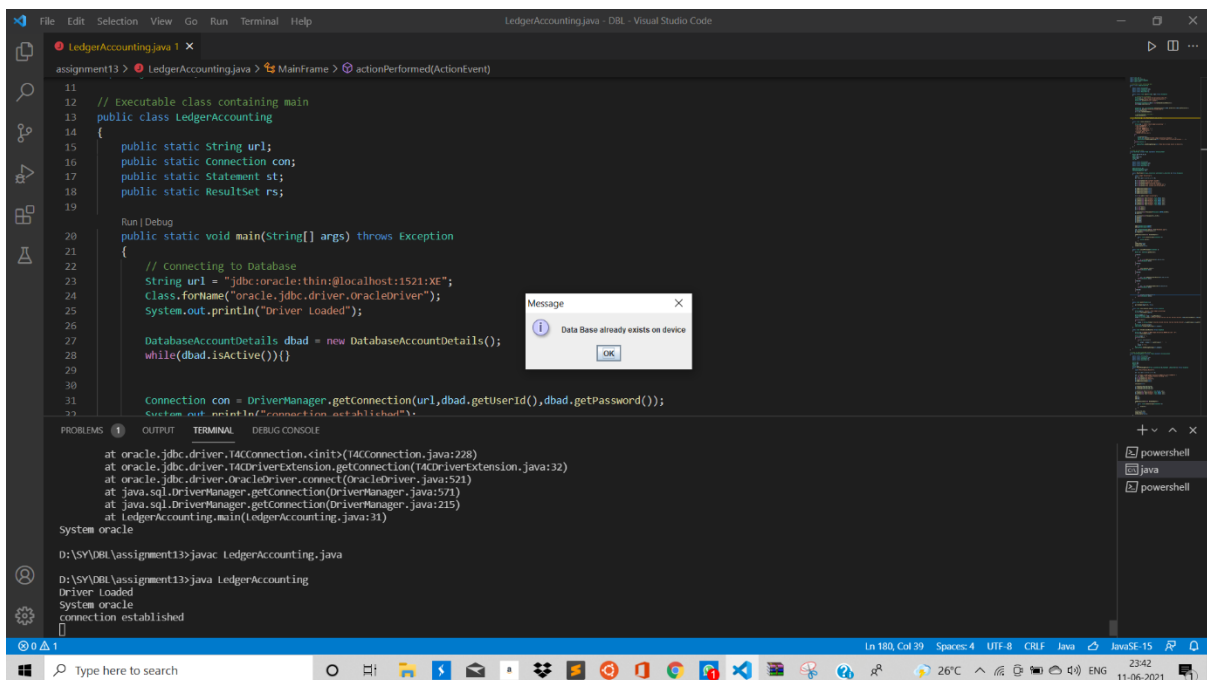 File Edit Selection View Go Run Terminal Help
LedgerAccounting.java - DBL - Visual Studio Code
LedgerAccounting.java 1
assignment13 > LedgerAccounting.java > MainFrame > actionPerformed(ActionEvent)
11
12 // Executable class containing main
13 public class LedgerAccounting
14 {
15 public static String url;
16 public static Connection con;
17 public static Statement st;
18 public static ResultSet rs;
19
Run | Debug
20 public static void main(String[] args) throws Exception
21 {
22 // Connecting to Database
23 String url = "jdbc:oracle:thin:@localhost:1521:XE";
24 Class.forName("oracle.jdbc.driver.OracleDriver");
25 System.out.println("Driver Loaded");
26
27 DatabaseAccountDetails dbad = new DatabaseAccountDetails();
28 while(dbad.isActive()){}
29
30
31 Connection con = DriverManager.getConnection(url,dbad.getUserId(),dbad.getPassword());
32 System.out.println("connection established");
Message
Data Base already exists on device
OK
PROBLEMS 1 OUTPUT TERMINAL DEBUG CONSOLE
at oracle.jdbc.driver.T4CConnection.<init>(T4CConnection.java:228)
at oracle.jdbc.driver.T4CDriverExtension.getConnection(T4CDriverExtension.java:32)
at oracle.jdbc.driver.OracleDriver.connect(OracleDriver.java:521)
at java.sql.DriverManager.getConnection(DriverManager.java:571)
at java.sql.DriverManager.getConnection(DriverManager.java:215)
at LedgerAccounting.main(LedgerAccounting.java:31)
System oracle
D:\SY\DBL\assignment13>javac LedgerAccounting.java
D:\SY\DBL\assignment13>java LedgerAccounting
Driver Loaded
System oracle
connection established
powershell
java
powershell
0 1
Ln 180, Col 39 Spaces: 4 UTF-8 CRLF Java JavaSE-15
Type here to search
26°C ENG 23:42
11-06-2021